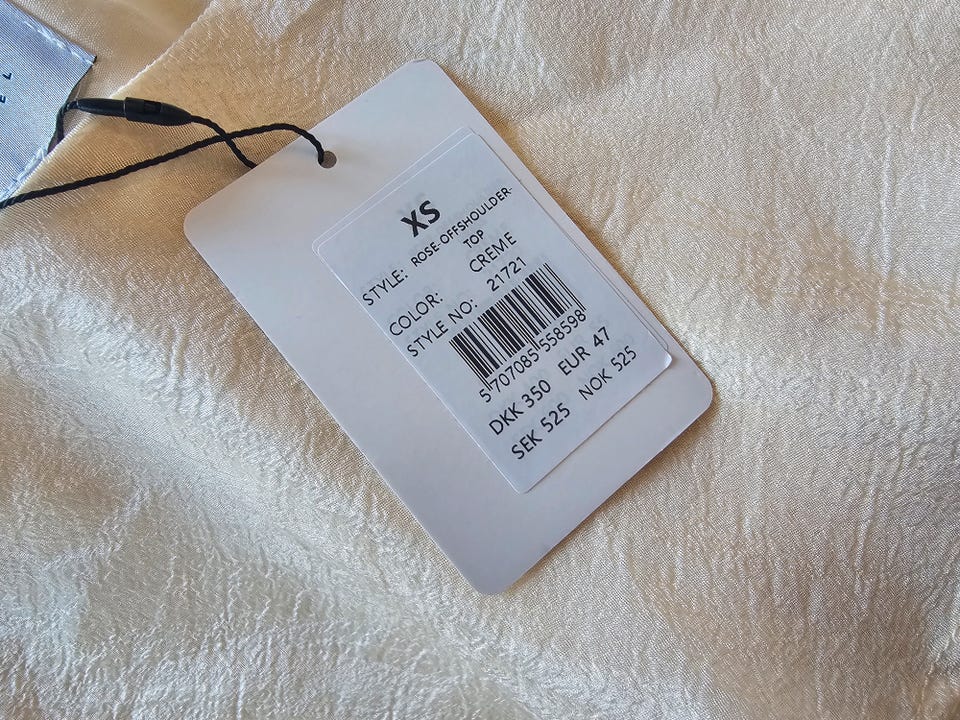 XS
STYLE: ROSE-OFFSHOULDER-
TOP
COLOR: CREME
STYLE NO: 21721
5 707085 558598
DKK 350 EUR 47
SEK 525 NOK 525